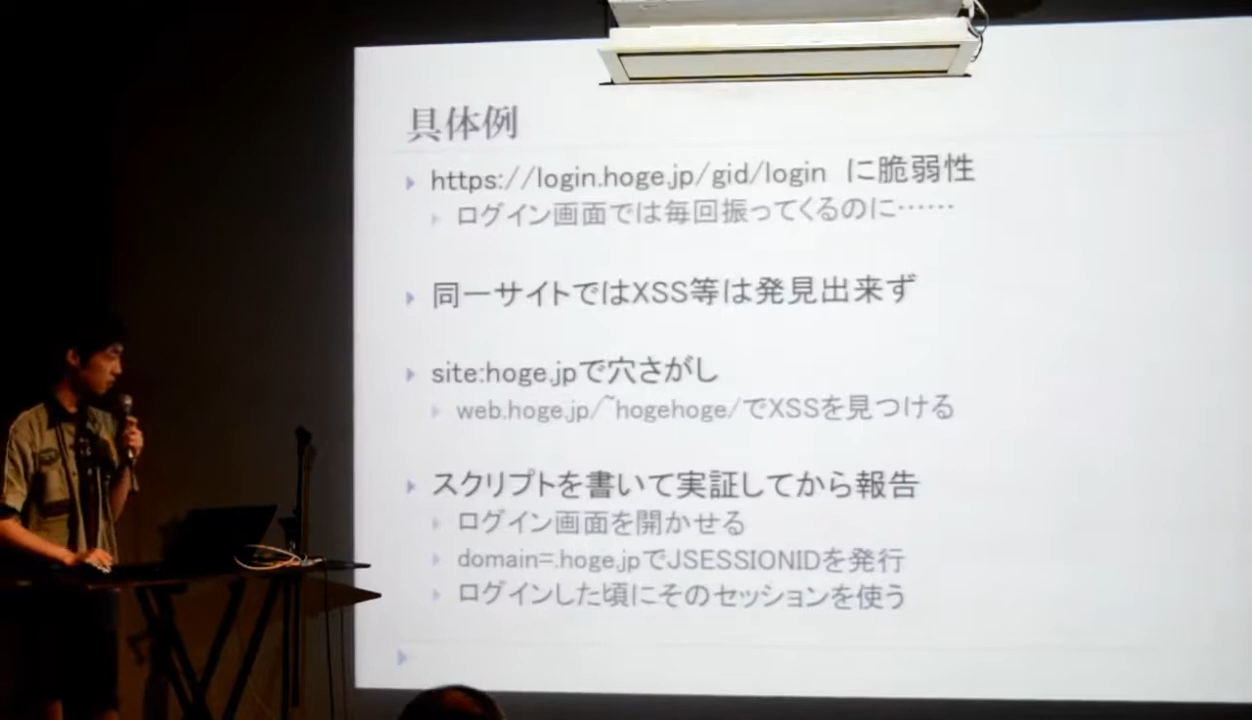 具体例
https://login.hoge.jp/gid/login に脆弱性
ログイン画面では毎回振ってくるのに……
同一サイトではXSS等は発見出来ず
site:hoge.jpで穴さがし
web.hoge.jp/~hogehoge/でXSSを見つける
スクリプトを書いて実証してから報告
ログイン画面を開かせる
domain=.hoge.jpでJSESSIONIDを発行
ログインした頃にそのセッションを使う